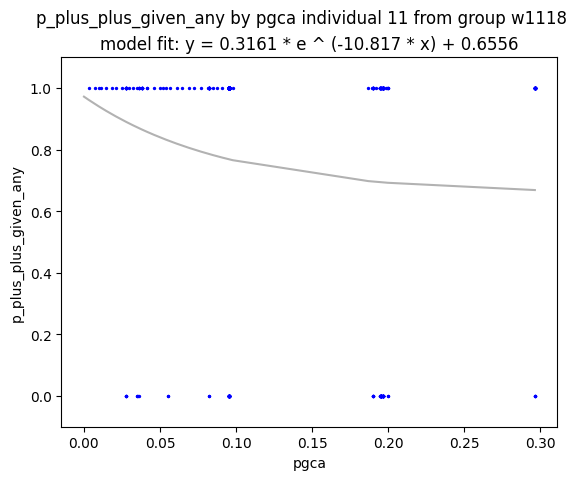 p_plus_plus_given_any by pgca individual 11 from group w1118
model fit: y = 0.3161 * e ^ (-10.817 * x) + 0.6556
1.0
0.8
0.6
0.4
0.2
0.0
p_plus_plus_given_any
0.00 0.05 0.10 0.15 0.20 0.25 0.30
pgca